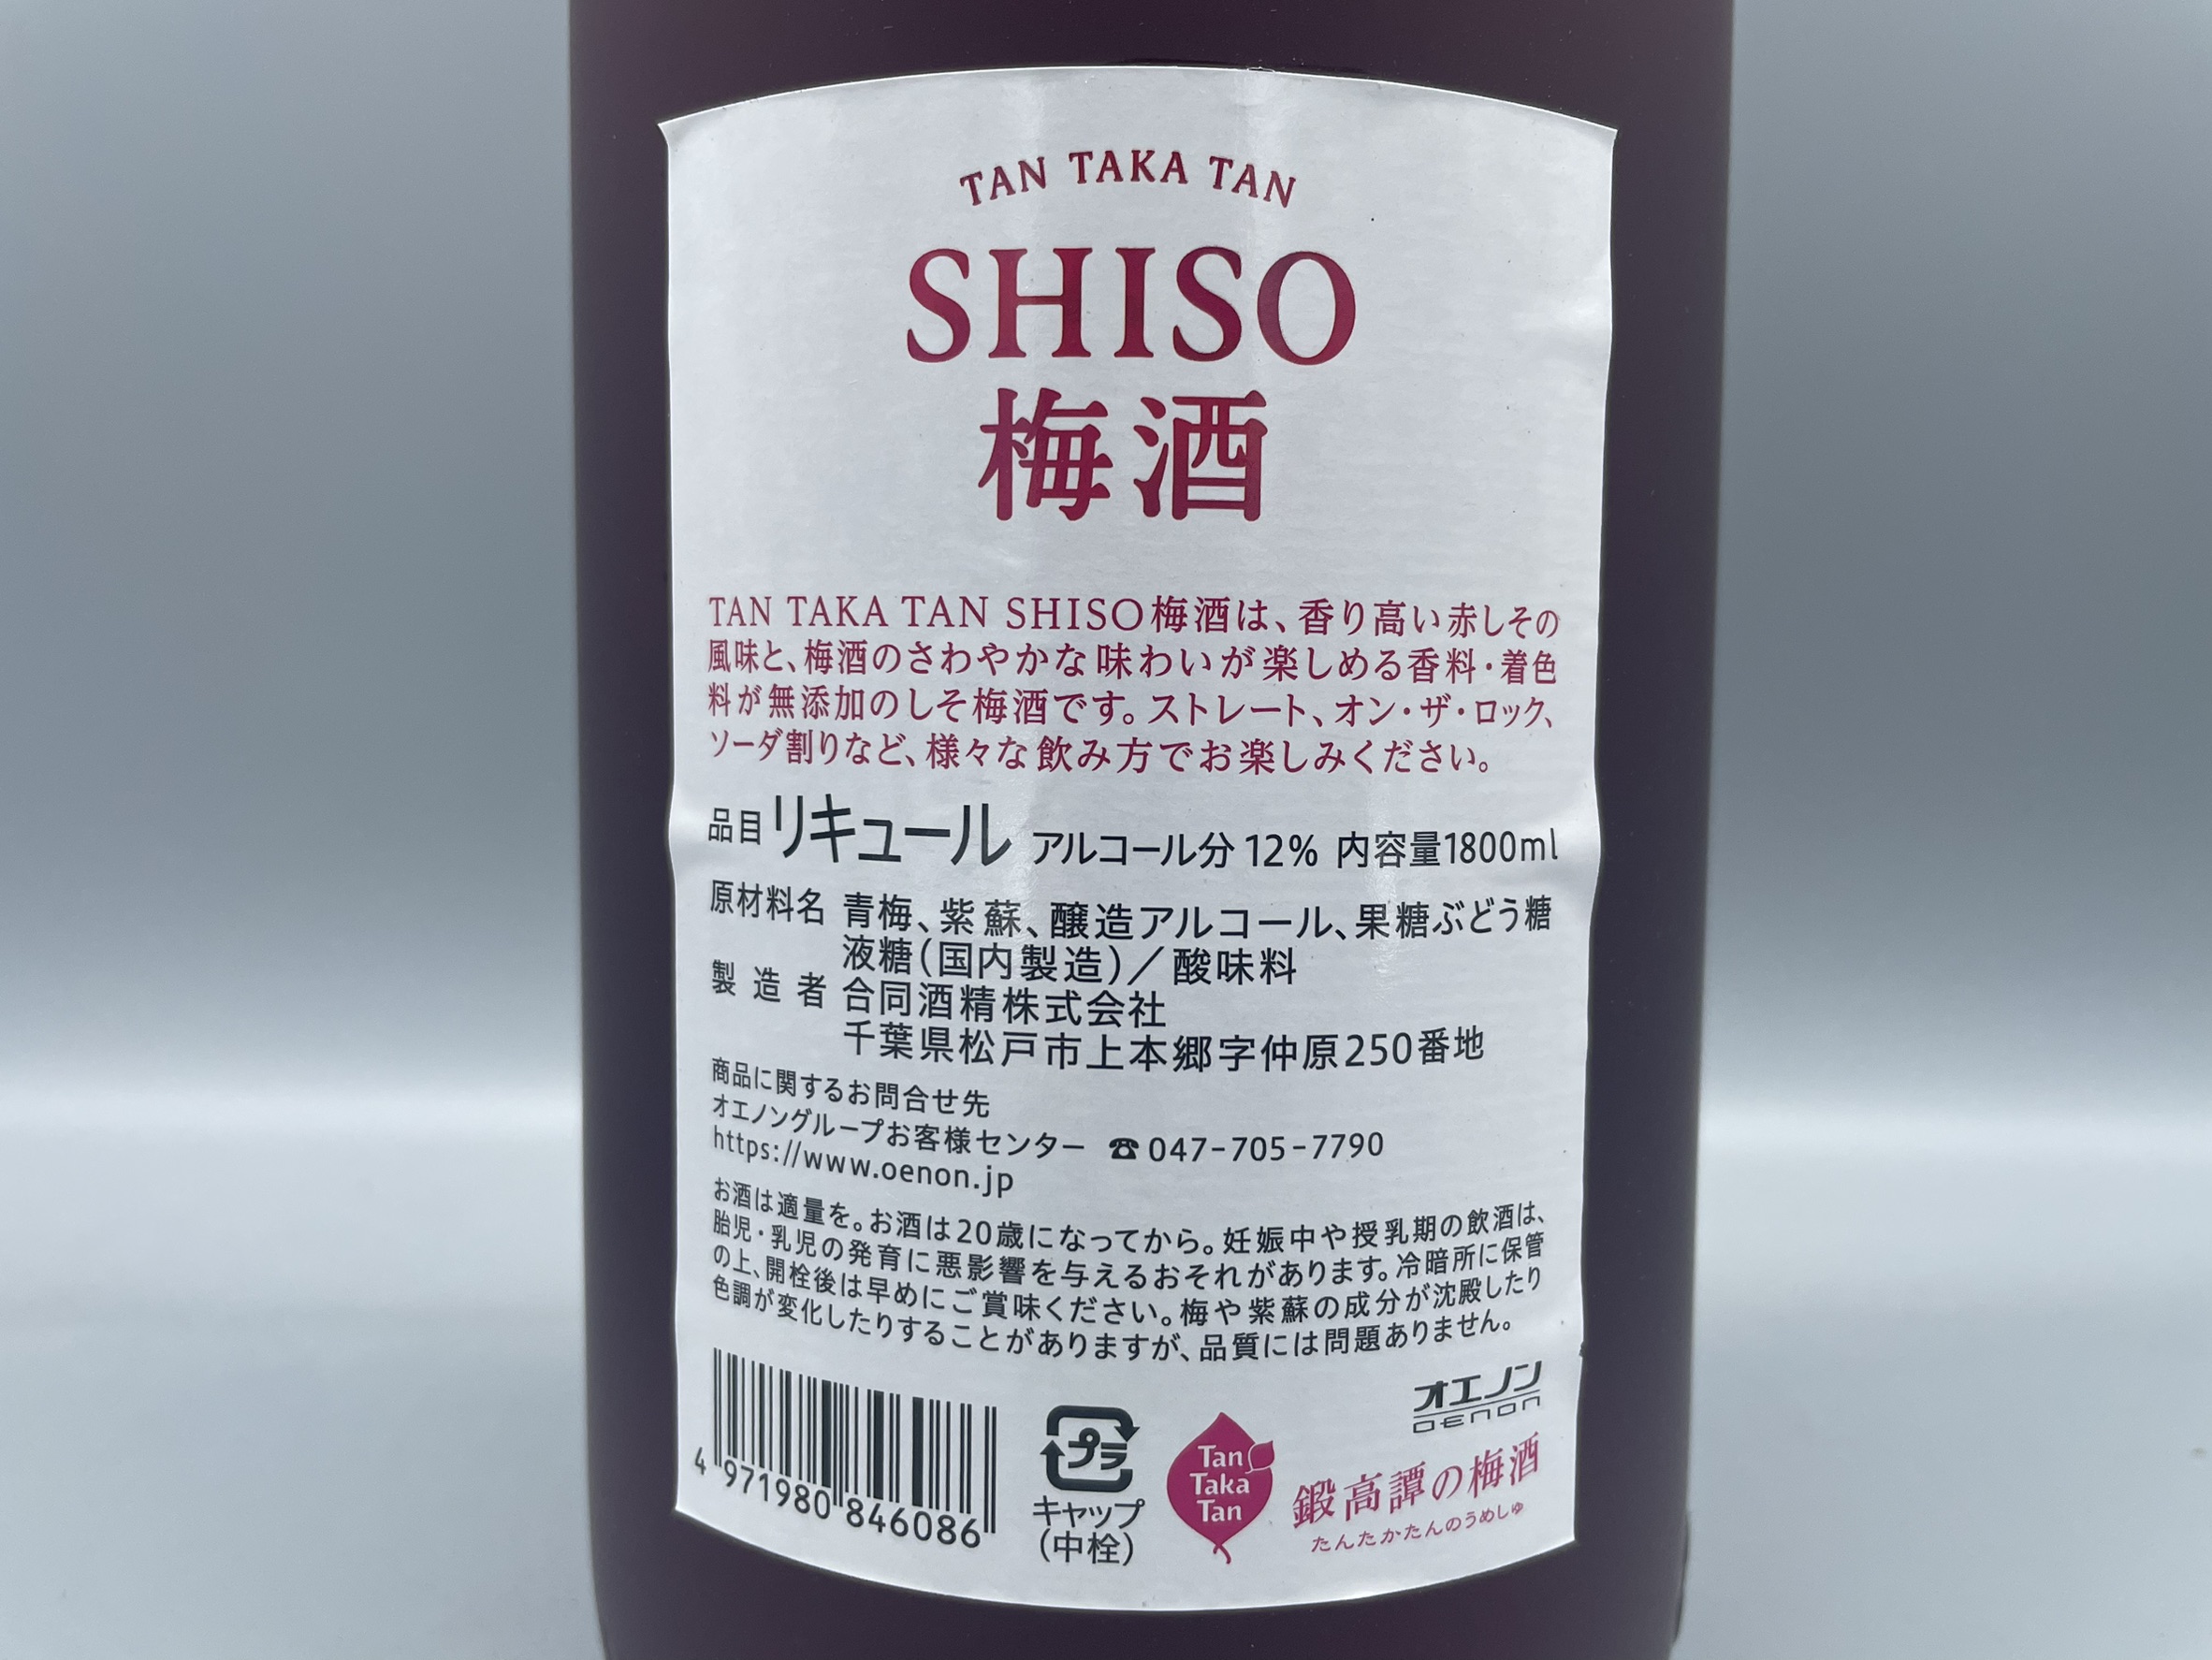 TAN TAKA TAN
SHISO
梅酒
TAN TAKA TAN SHISO梅酒は、香り高い赤しその
風味と、梅酒のさわやかな味わいが楽しめる香料・着色
料が無添加のしそ梅酒です。ストレート、オン・ザ・ロック、
ソーダ割りなど、様々な飲み方でお楽しみください。
品目 リキュール アルコール分 12% 内容量1800ml
原材料名 青梅、紫蘇、醸造アルコール、果糖ぶどう糖
液糖(国内製造)/酸味料
製造者 合同酒精株式会社
千葉県松戸市上本郷字仲原250番地
商品に関するお問合せ先
オエノングループお客様センター ☎047-705-7790
https://www.oenon.jp
お酒は適量を。お酒は20歳になってから。妊娠中や授乳期の飲酒は、
胎児・乳児の発育に悪影響を与えるおそれがあります。冷暗所に保管
の上、開栓後は早めにご賞味ください。梅や紫蘇の成分が沈殿したり
色調が変化したりすることがありますが、品質には問題ありません。
4 971980 846086
プラ
キャップ
(中栓)
Tan
Taka
Tan
オエノン
OENON
鍛高譚の梅酒
たんたかたんのうめしゅ